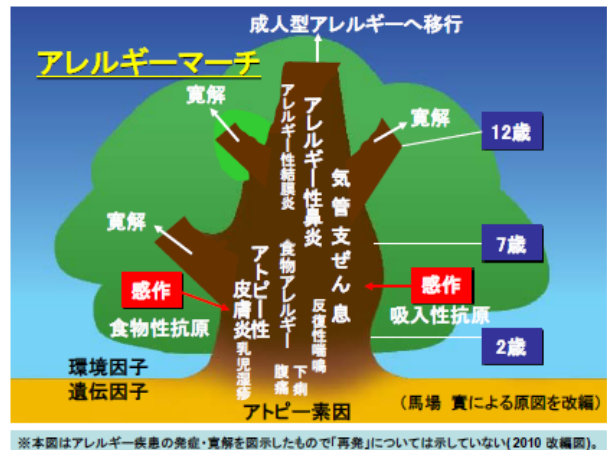 成人型アレルギーへ移行
アレルギーマーチ
寛解
寛解
寛解
12歳
7歳
2歳
アレルギー性結膜炎
アレルギー性鼻炎
気管支ぜん息
アトピー性
皮膚炎
食物アレルギー
反復性喘鳴
乳児湿疹
腹痛
下痢
感作
食物性抗原
感作
吸入性抗原
環境因子
遺伝因子
アトピー素因
(馬場 實による原図を改編)
※本図はアレルギー疾患の発症・寛解を図示したもので「再発」については示していない(2010 改編図)。